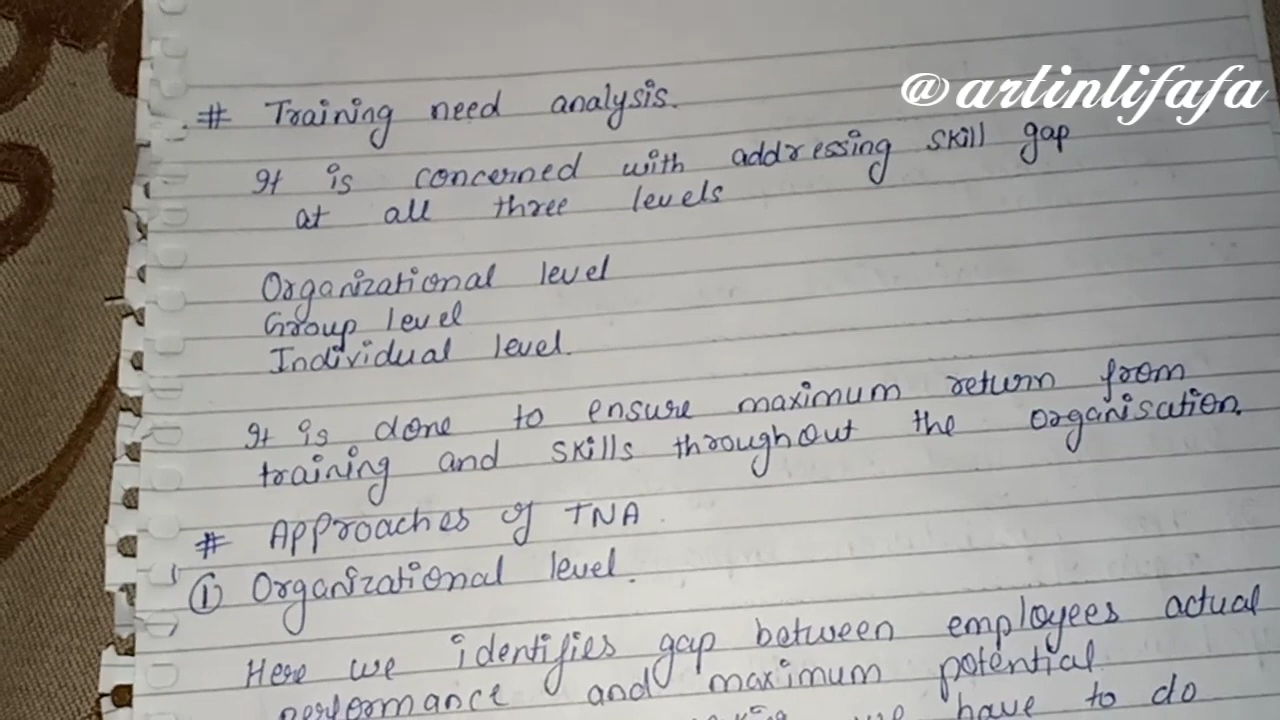 @artinlifafa
# Training need analysis.
It is concerned with addressing skill gap
at all three levels
Organizational level
Group level
Individual level.
It is done to ensure maximum return from
training and skills throughout the organisation.
# Approaches of TNA
① Organizational level.
Here we identifies gap between employees actual
performance and maximum potential.
we have to do